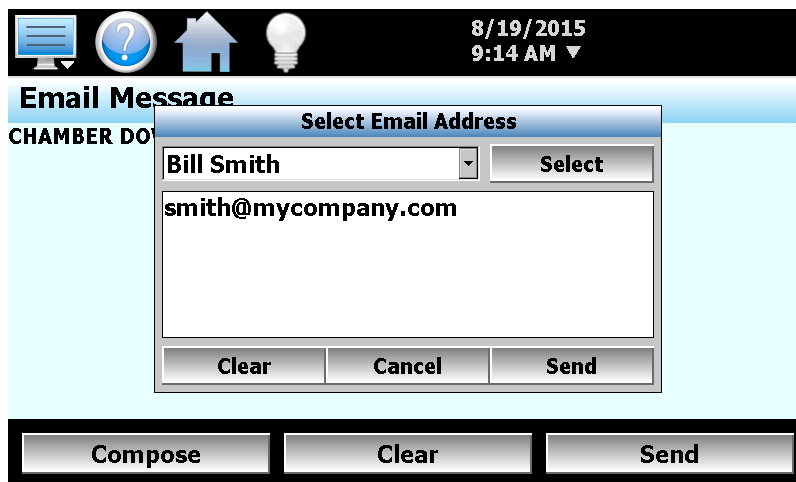 8/19/2015
9:14 AM ▼
Email Message
CHAMBER
Select Email Address
Bill Smith
Select
smith@mycompany.com
Clear Cancel Send
Compose Clear Send